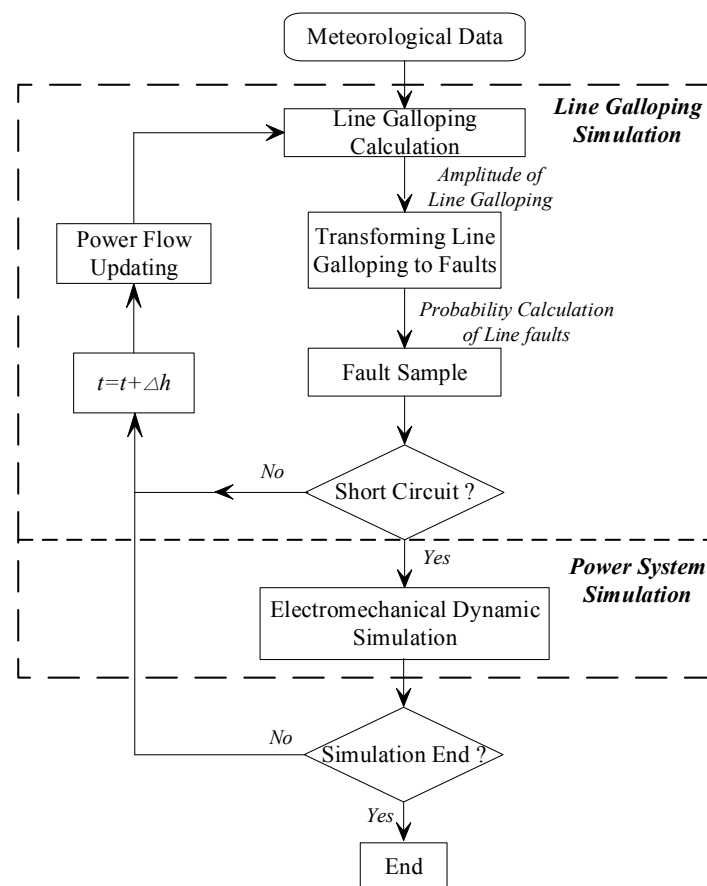 Meteorological Data
Line Galloping
Simulation
Line Galloping
Calculation
Amplitude of
Line Galloping
Power Flow
Updating
Transforming Line
Galloping to Faults
Probability Calculation
of Line faults
t=t+△h
Fault Sample
No
Short Circuit ?
Yes
Power System
Simulation
Electromechanical Dynamic
Simulation
No
Simulation End ?
Yes
End